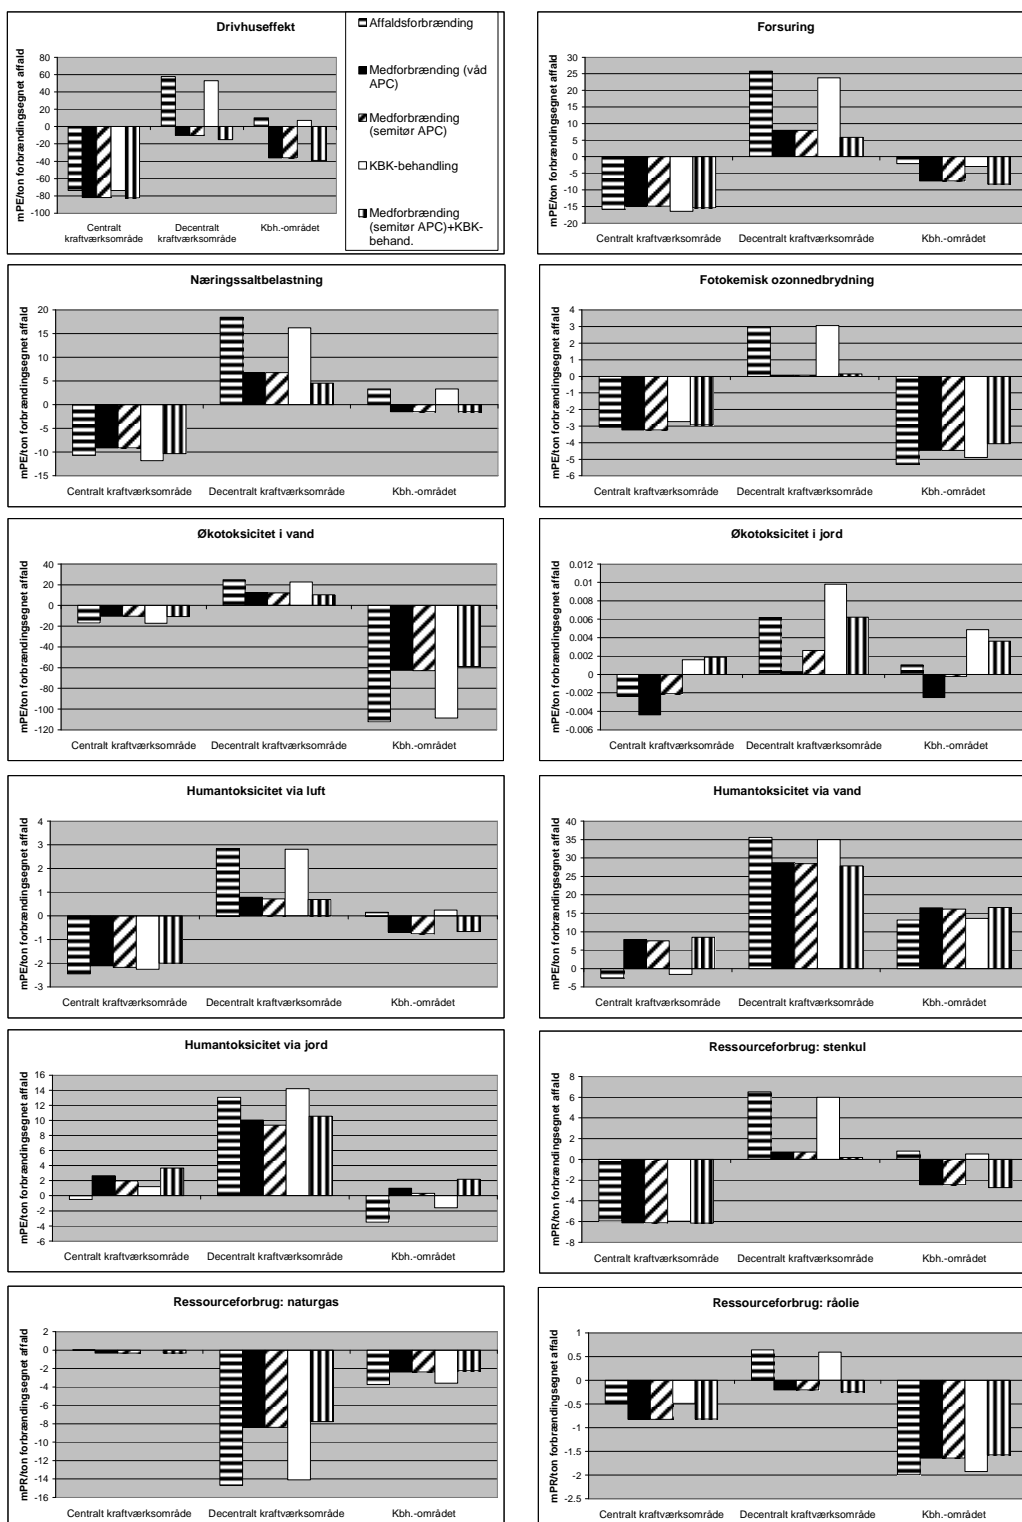 Drivhuseffekt
mPE/ton forbrændingsegnet affald
80
60
40
20
0
-20
-40
-60
-80
-100
Centralt kraftværksområde
Decentralt kraftværksområde
Kbh.-området
Affaldsforbrænding
Medforbrænding (våd APC)
Medforbrænding (semitør APC)
KBK-behandling
Medforbrænding (semitør APC)+KBK-behand.
Forsuring
mPE/ton forbrændingsegnet affald
30
25
20
15
10
5
0
-5
-10
-15
-20
Centralt kraftværksområde
Decentralt kraftværksområde
Kbh.-området
Næringssaltbelastning
mPE/ton forbrændingsegnet affald
20
15
10
5
0
-5
-10
-15
Centralt kraftværksområde
Decentralt kraftværksområde
Kbh.-området
Fotokemisk ozonnedbrydning
mPE/ton forbrændingsegnet affald
4
3
2
1
0
-1
-2
-3
-4
-5
-6
Centralt kraftværksområde
Decentralt kraftværksområde
Kbh.-området
Økotoksicitet i vand
mPE/ton forbrændingsegnet affald
40
20
0
-20
-40
-60
-80
-100
-120
Centralt kraftværksområde
Decentralt kraftværksområde
Kbh.-området
Økotoksicitet i jord
mPE/ton forbrændingsegnet affald
0.012
0.01
0.008
0.006
0.004
0.002
0
-0.002
-0.004
-0.006
Centralt kraftværksområde
Decentralt kraftværksområde
Kbh.-området
Humantoksicitet via luft
mPE/ton forbrændingsegnet affald
4
3
2
1
0
-1
-2
-3
Centralt kraftværksområde
Decentralt kraftværksområde
Kbh.-området
Humantoksicitet via vand
mPE/ton forbrændingsegnet affald
40
35
30
25
20
15
10
5
0
-5
Centralt kraftværksområde
Decentralt kraftværksområde
Kbh.-området
Humantoksicitet via jord
mPE/ton forbrændingsegnet affald
16
14
12
10
8
6
4
2
0
-2
-4
-6
Centralt kraftværksområde
Decentralt kraftværksområde
Kbh.-området
Ressourceforbrug: stenkul
mPR/ton forbrændingsegnet affald
8
6
4
2
0
-2
-4
-6
-8
Centralt kraftværksområde
Decentralt kraftværksområde
Kbh.-området
Ressourceforbrug: naturgas
mPR/ton forbrændingsegnet affald
2
0
-2
-4
-6
-8
-10
-12
-14
-16
Centralt kraftværksområde
Decentralt kraftværksområde
Kbh.-området
Ressourceforbrug: råolie
mPR/ton forbrændingsegnet affald
1
0.5
0
-0.5
-1
-1.5
-2
-2.5
Centralt kraftværksområde
Decentralt kraftværksområde
Kbh.-området